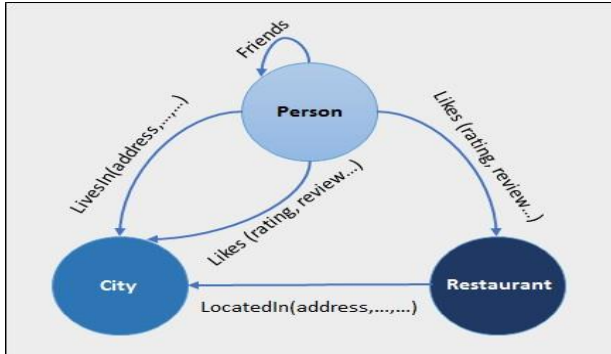 Friends
Person
LivesIn(address,...,...)
Likes (rating, review...)
Likes (rating, review...)
City
Restaurant
LocatedIn(address,...,...)